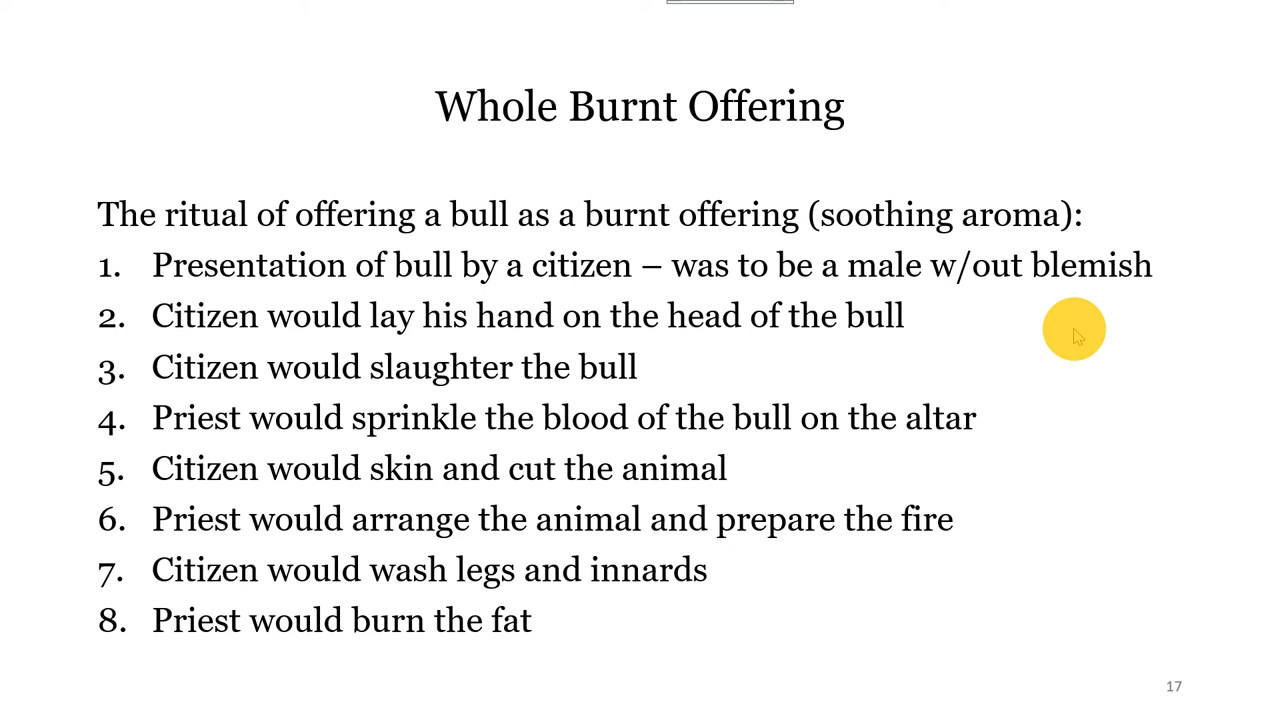 Whole Burnt Offering
The ritual of offering a bull as a burnt offering (soothing aroma):
1. Presentation of bull by a citizen – was to be a male w/out blemish
2. Citizen would lay his hand on the head of the bull
3. Citizen would slaughter the bull
4. Priest would sprinkle the blood of the bull on the altar
5. Citizen would skin and cut the animal
6. Priest would arrange the animal and prepare the fire
7. Citizen would wash legs and innards
8. Priest would burn the fat
17